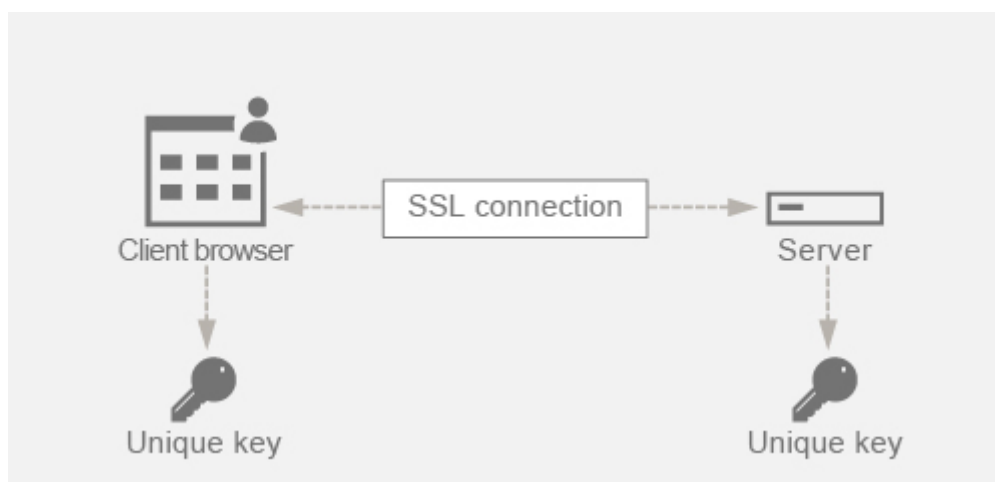 SSL connection
Client browser
Server
Unique key
Unique key